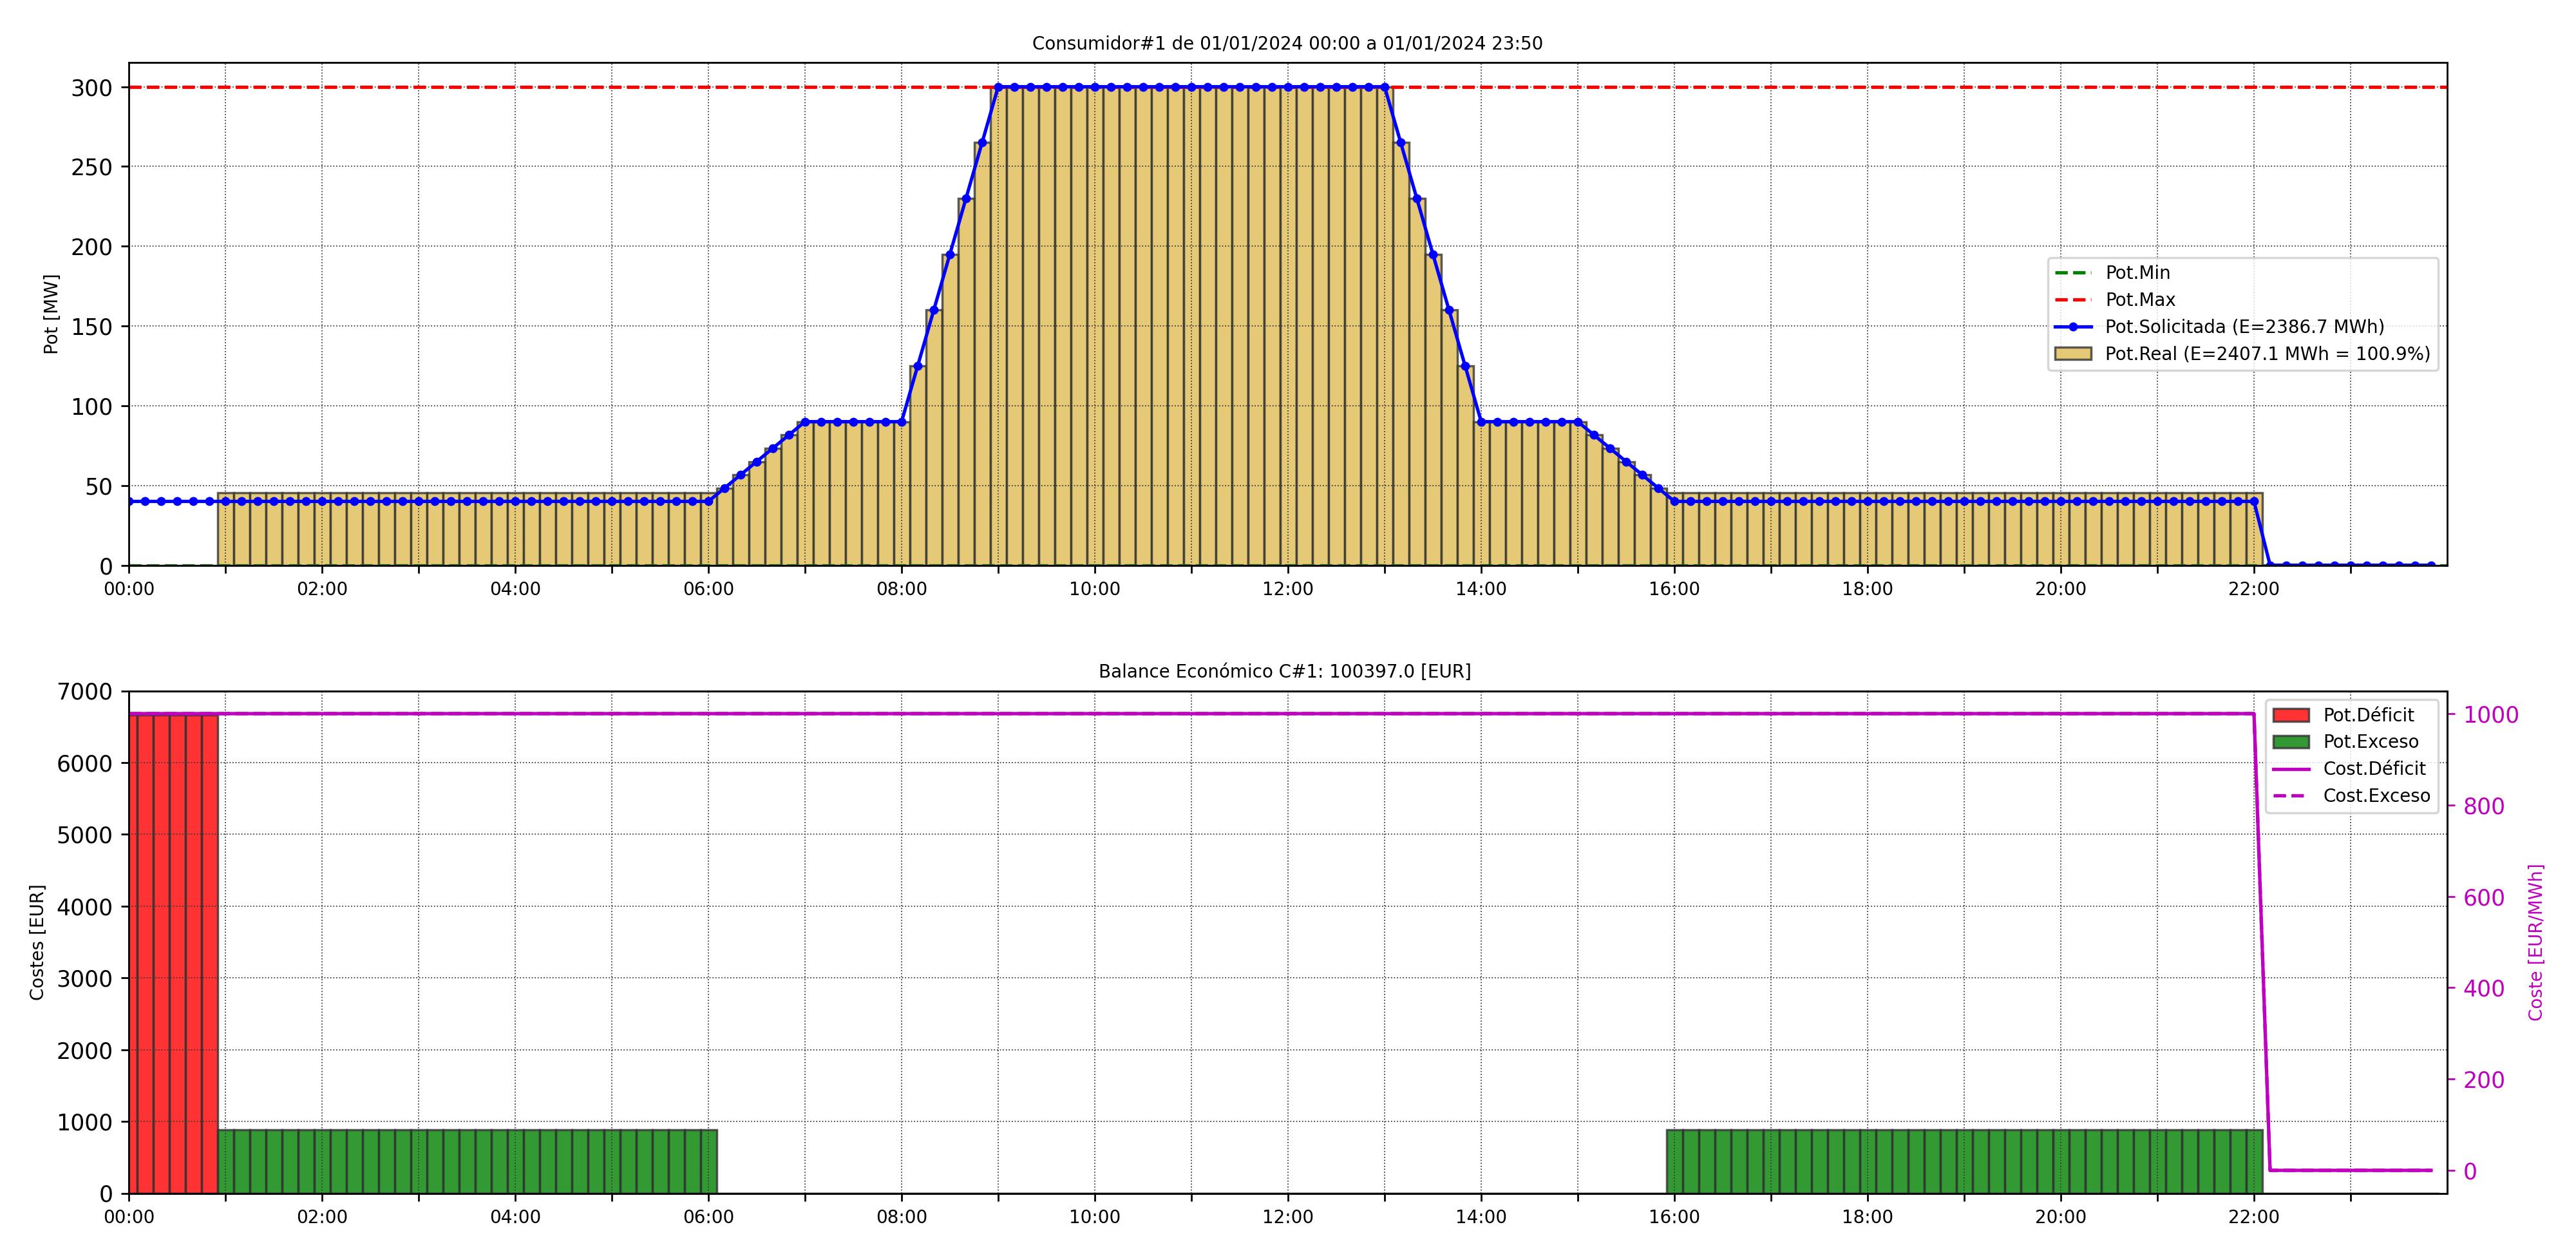 Consumidor#1 de 01/01/2024 00:00 a 01/01/2024 23:50
Pot [MW]
300
250
200
150
100
50
0
Pot.Min
Pot.Max
Pot.Solicitada (E=2386.7 MWh)
Pot.Real (E=2407.1 MWh = 100.9%)
00:00 02:00 04:00 06:00 08:00 10:00 12:00 14:00 16:00 18:00 20:00 22:00
Balance Económico C#1: 100397.0 [EUR]
Costes [EUR]
7000
6000
5000
4000
3000
2000
1000
0
Pot.Déficit
Pot.Exceso
Cost.Déficit
Cost.Exceso
1000
800
600
400
200
0
Coste [EUR/MWh]
00:00 02:00 04:00 06:00 08:00 10:00 12:00 14:00 16:00 18:00 20:00 22:00